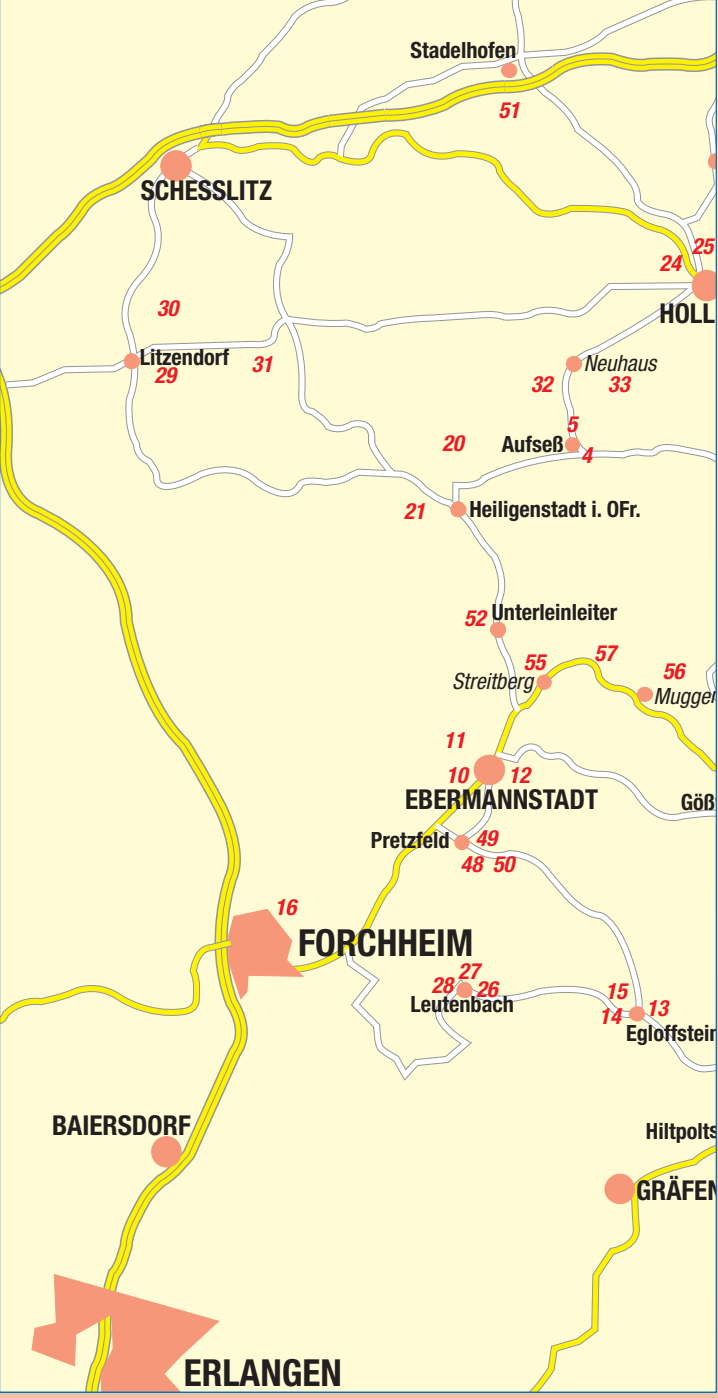 Stadelhofen
51
SCHESSLITZ
25
24
30
HOLL
Litzendorf
29
31
Neuhaus
32
33
5
20
Aufseß
4
21
Heiligenstadt i. OFr.
52
Unterleinleiter
57
55
56
Streitberg
Mugger
11
10
12
EBERMANNSTADT
Göß
Pretzfeld
49
48
50
16
FORCHHEIM
27
28
26
Leutenbach
15
13
14
Egloffstein
BAIERSDORF
Hiltpolts
GRÄFEN
ERLANGEN